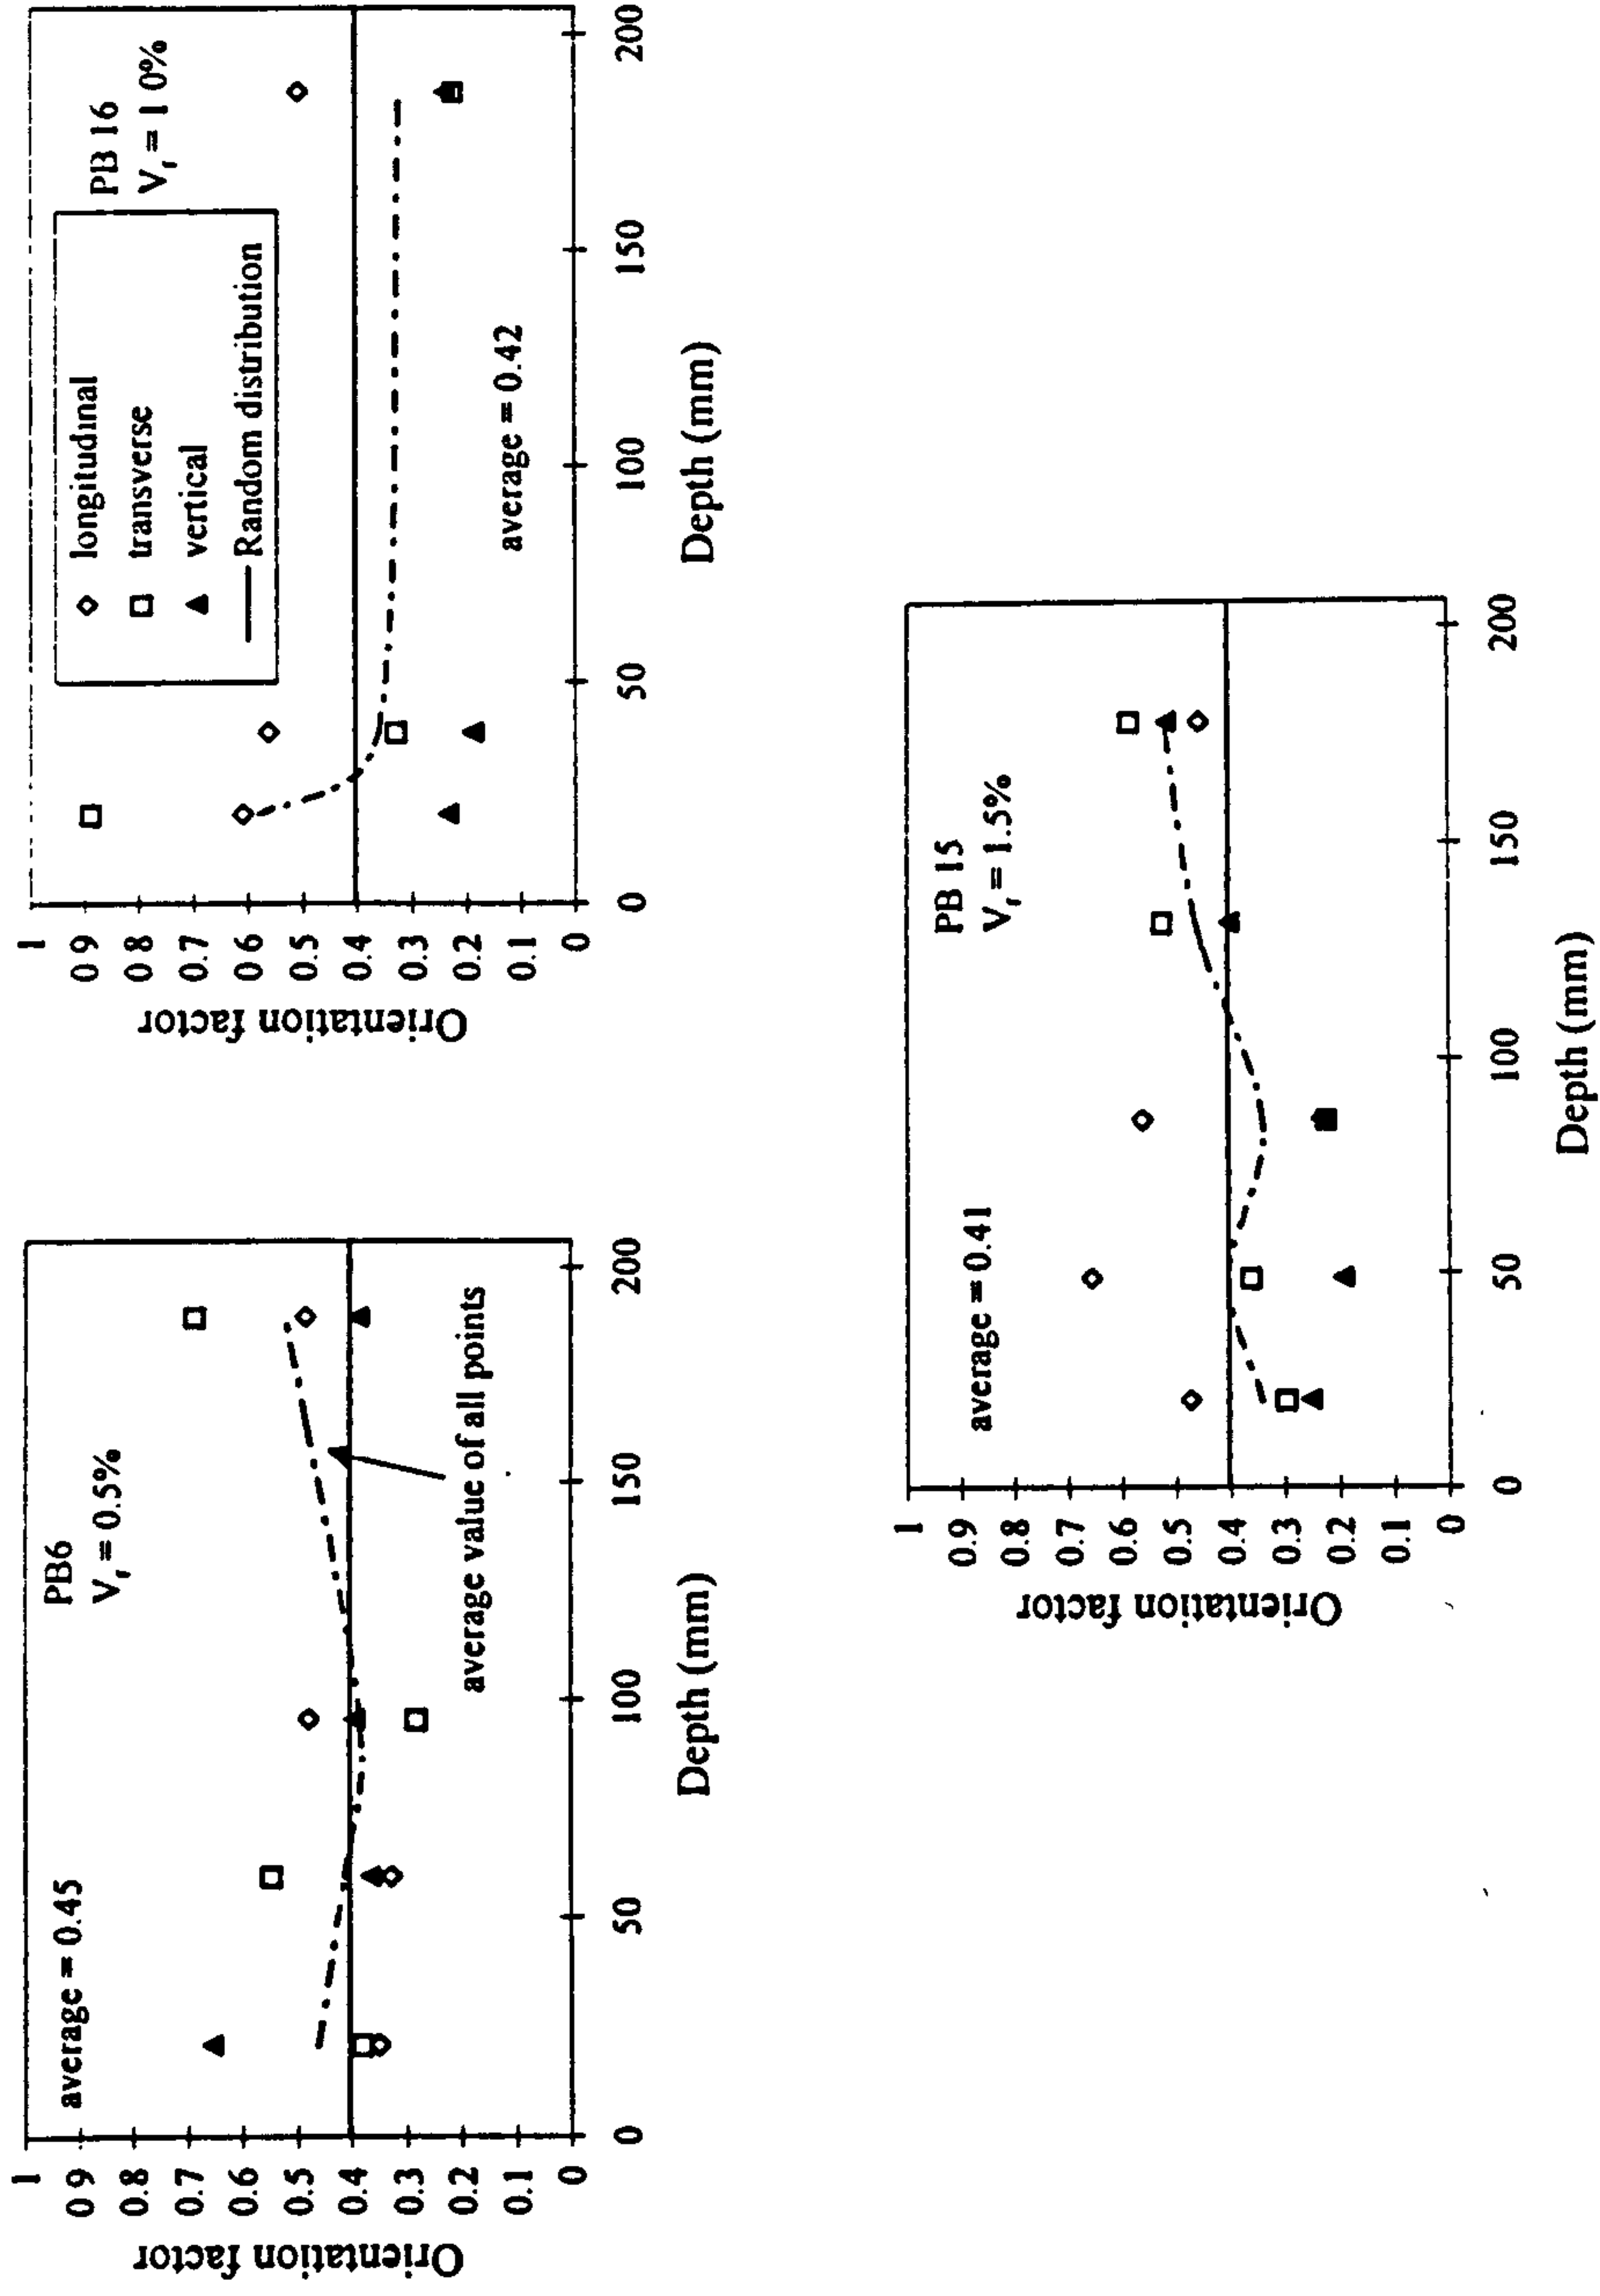 1
0 9
0.8
0.7
0.6
0.5
0.4
0.3
0.2
0.1
0
Orientation factor
average = 0.45
PB6
V_f = 0.5%
average value of all points
0
50
100
150
200
Depth (mm)
1
0 9
0 8
0.7
0.6
0.5
0.4
0.3
0.2
0.1
0
Orientation factor
longitudinal
transverse
vertical
Random distribution
PB 16
V_f = 1 0%
average = 0.42
0
50
100
150
200
Depth (mm)
1
0.9
0.8
0.7
0.6
0.5
0.4
0.3
0.2
0.1
0
Orientation factor
average = 0.41
PB 15
V_f = 1.5%
0
50
100
150
200
Depth (mm)